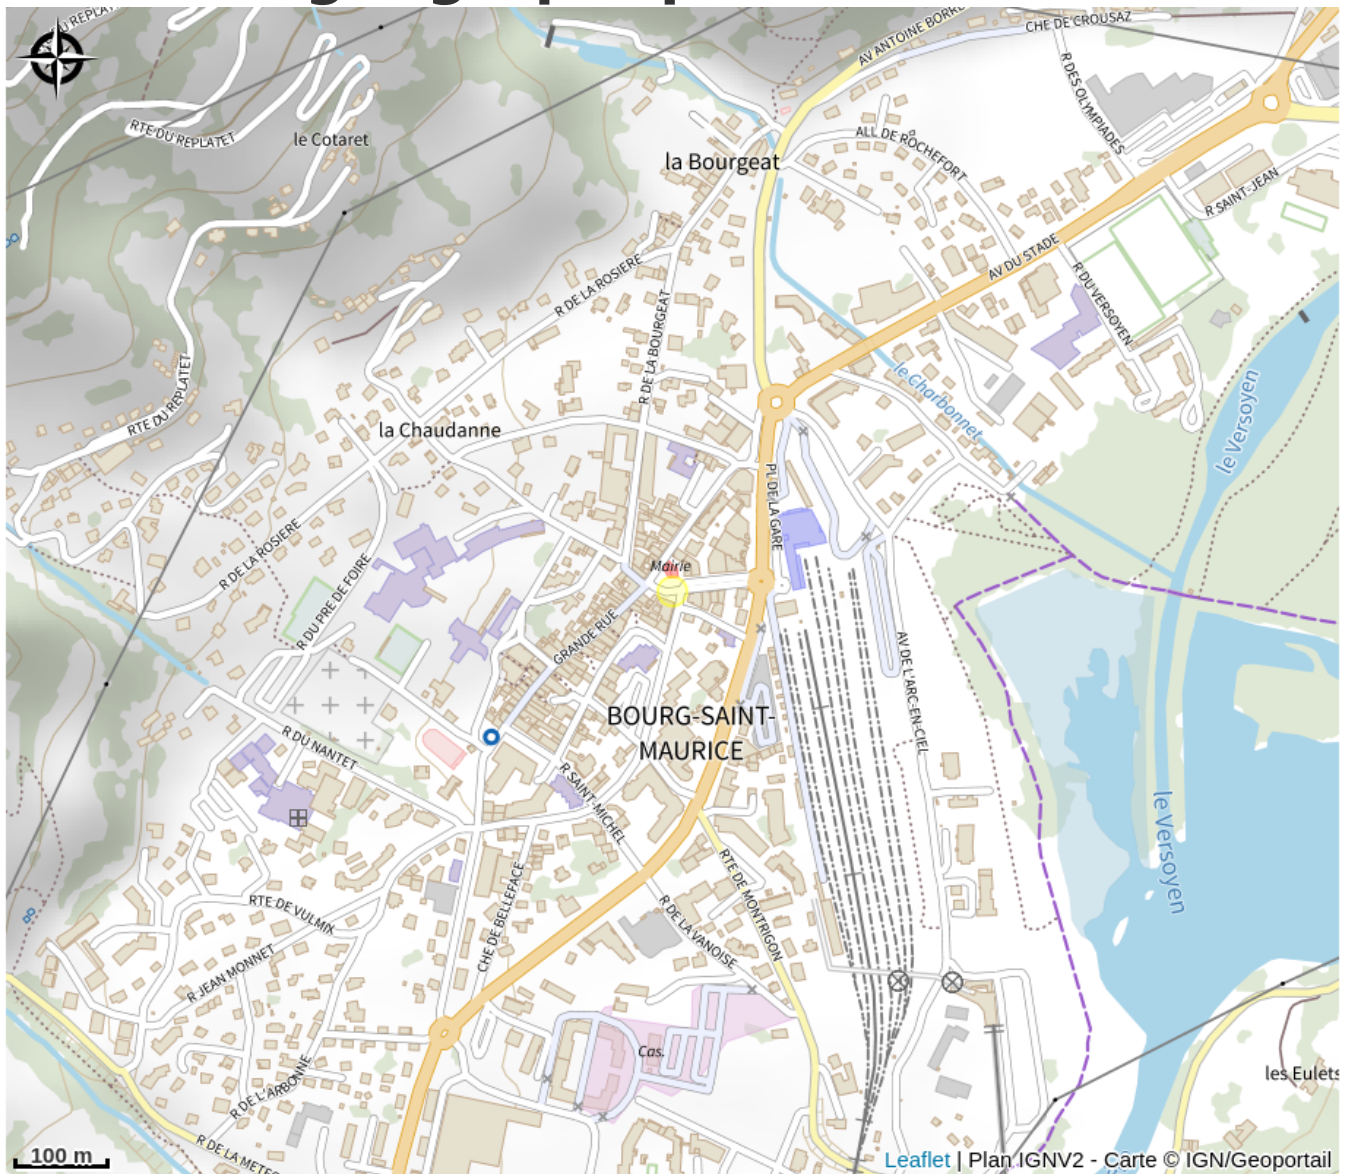 U REPLAT
CHE DE CROUSAZ
AV ANTOINE BORRE
R DES OLYMPIADES
RTE DU REPLATET
le Cotaret
ALL DE ROCHEFORT
la Bourgeat
R SAINT-JEAN
AV DU STADE
R DE LA ROSIERE
R DU VERSOYEN
R DE LA BOURGEAT
RTE DU REPLATET
le Charbonnet
le Versoyen
la Chaudanne
PL DE LA GARE
R DE LA ROSIERE
R DU PRE DE FOIRE
Mairie
GRANDE RUE
AV DE L'ARC-EN-CIEL
BOURG-SAINT-
MAURICE
R DU NANTET
R SAINT-MICHEL
le Versoyen
RTE DE MONTRIGON
CHE DE BELLEFACE
RTE DE VULMIX
R DE LA VANOISE
R JEAN MONNET
Cas.
les Eulets
R DE L'ARBONNE
R DE LA METEO
100 m
Leaflet | Plan IGNV2 - Carte © IGN/Geoportail